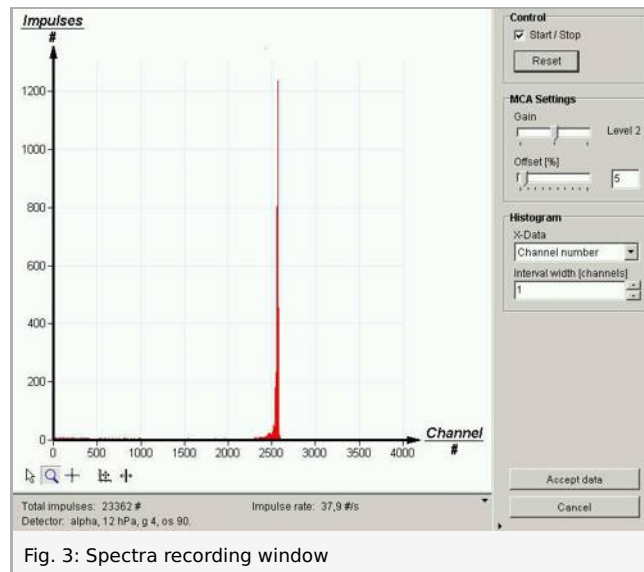 Impulses
#
1200
1000
800
600
400
200
0
0 500 1000 1500 2000 2500 3000 3500 4000
Channel
#
Total impulses: 23362 # Impulse rate: 37,9 #/s
Detector: alpha, 12 hPa, g 4, os 90.
Control
Start / Stop
Reset
MCA Settings
Gain
Level 2
Offset [%]
5
Histogram
X-Data
Channel number
Interval width [channels]
1
Accept data
Cancel
Fig. 3: Spectra recording window